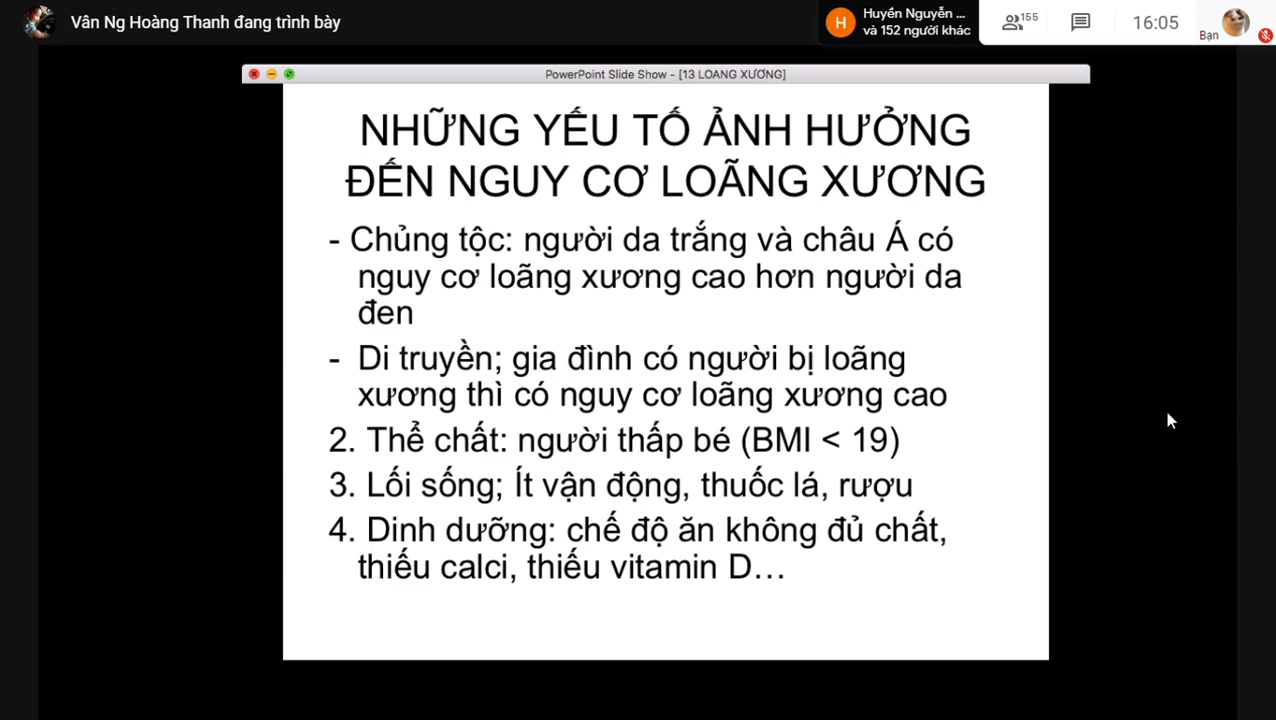 Vân Ng Hoàng Thanh đang trình bày
Huyền Nguyễn ...
và 152 người khác
155
16:05
Bạn
PowerPoint Slide Show - [13 LOANG XƯƠNG]
NHỮNG YẾU TỐ ẢNH HƯỞNG
ĐẾN NGUY CƠ LOÃNG XƯƠNG
- Chủng tộc: người da trắng và châu Á có
nguy cơ loãng xương cao hơn người da
đen
- Di truyền; gia đình có người bị loãng
xương thì có nguy cơ loãng xương cao
2. Thể chất: người thấp bé (BMI < 19)
3. Lối sống; Ít vận động, thuốc lá, rượu
4. Dinh dưỡng: chế độ ăn không đủ chất,
thiếu calci, thiếu vitamin D…